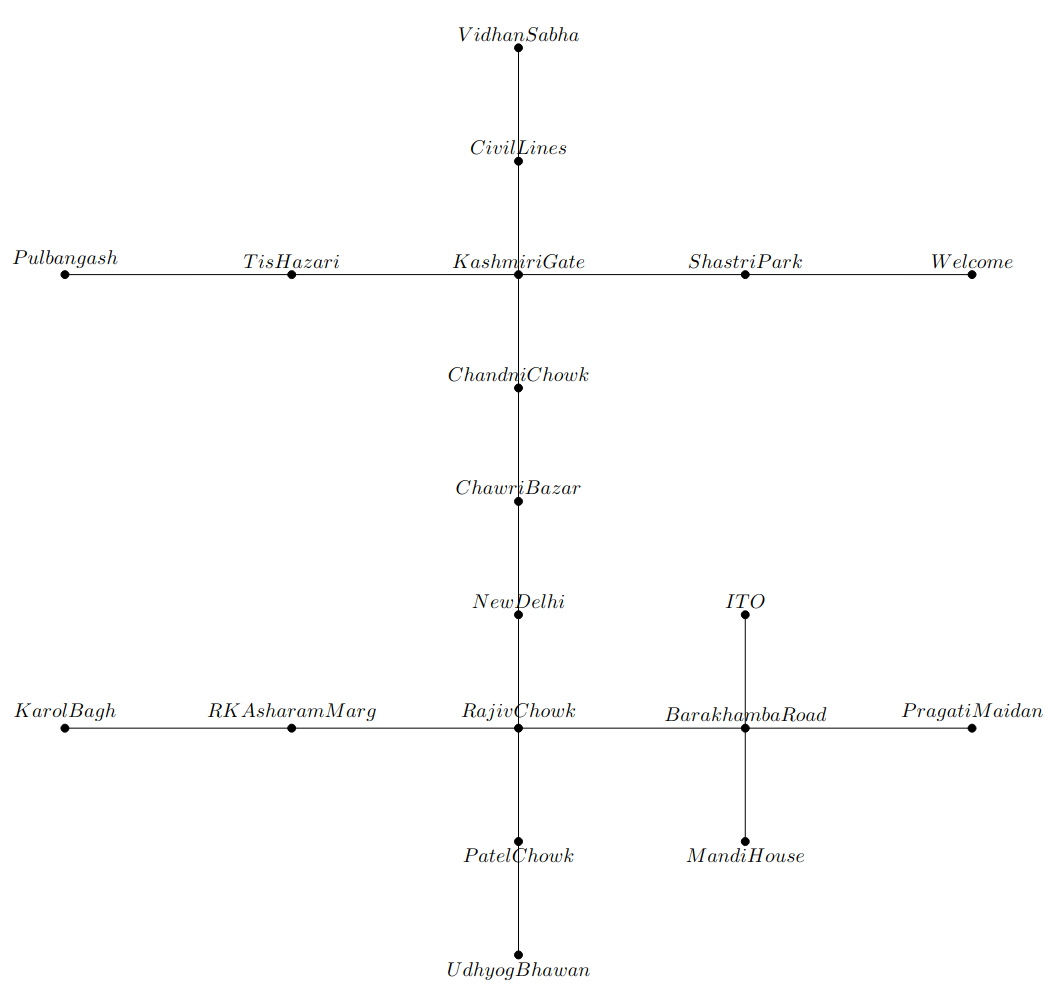 VidhanSabha
CivilLines
Pulbangash
TisHazari
KashmiriGate
ShastriPark
Welcome
ChandniChowk
ChawriBazar
NewDelhi
ITO
KarolBagh
RKAsharamMarg
RajivChowk
BarakhambaRoad
PragatiMaidan
PatelChowk
MandiHouse
UdhyogBhawan